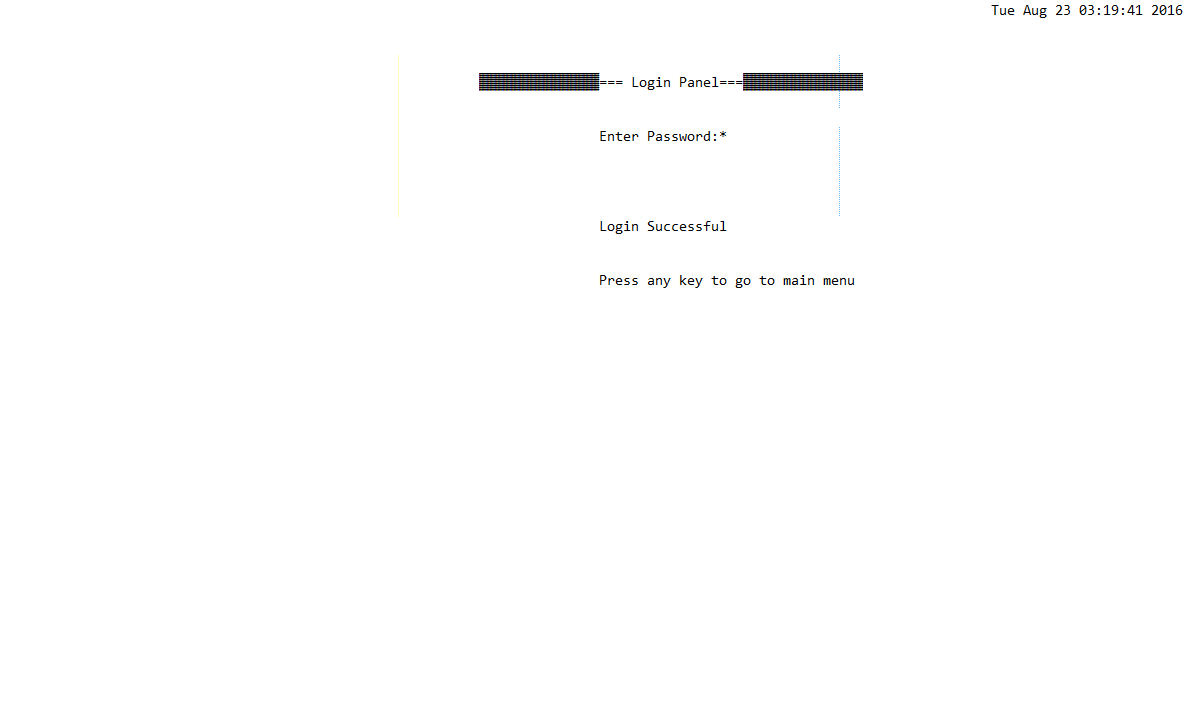 Tue Aug 23 03:19:41 2016
=== Login Panel===
Enter Password:*
Login Successful
Press any key to go to main menu